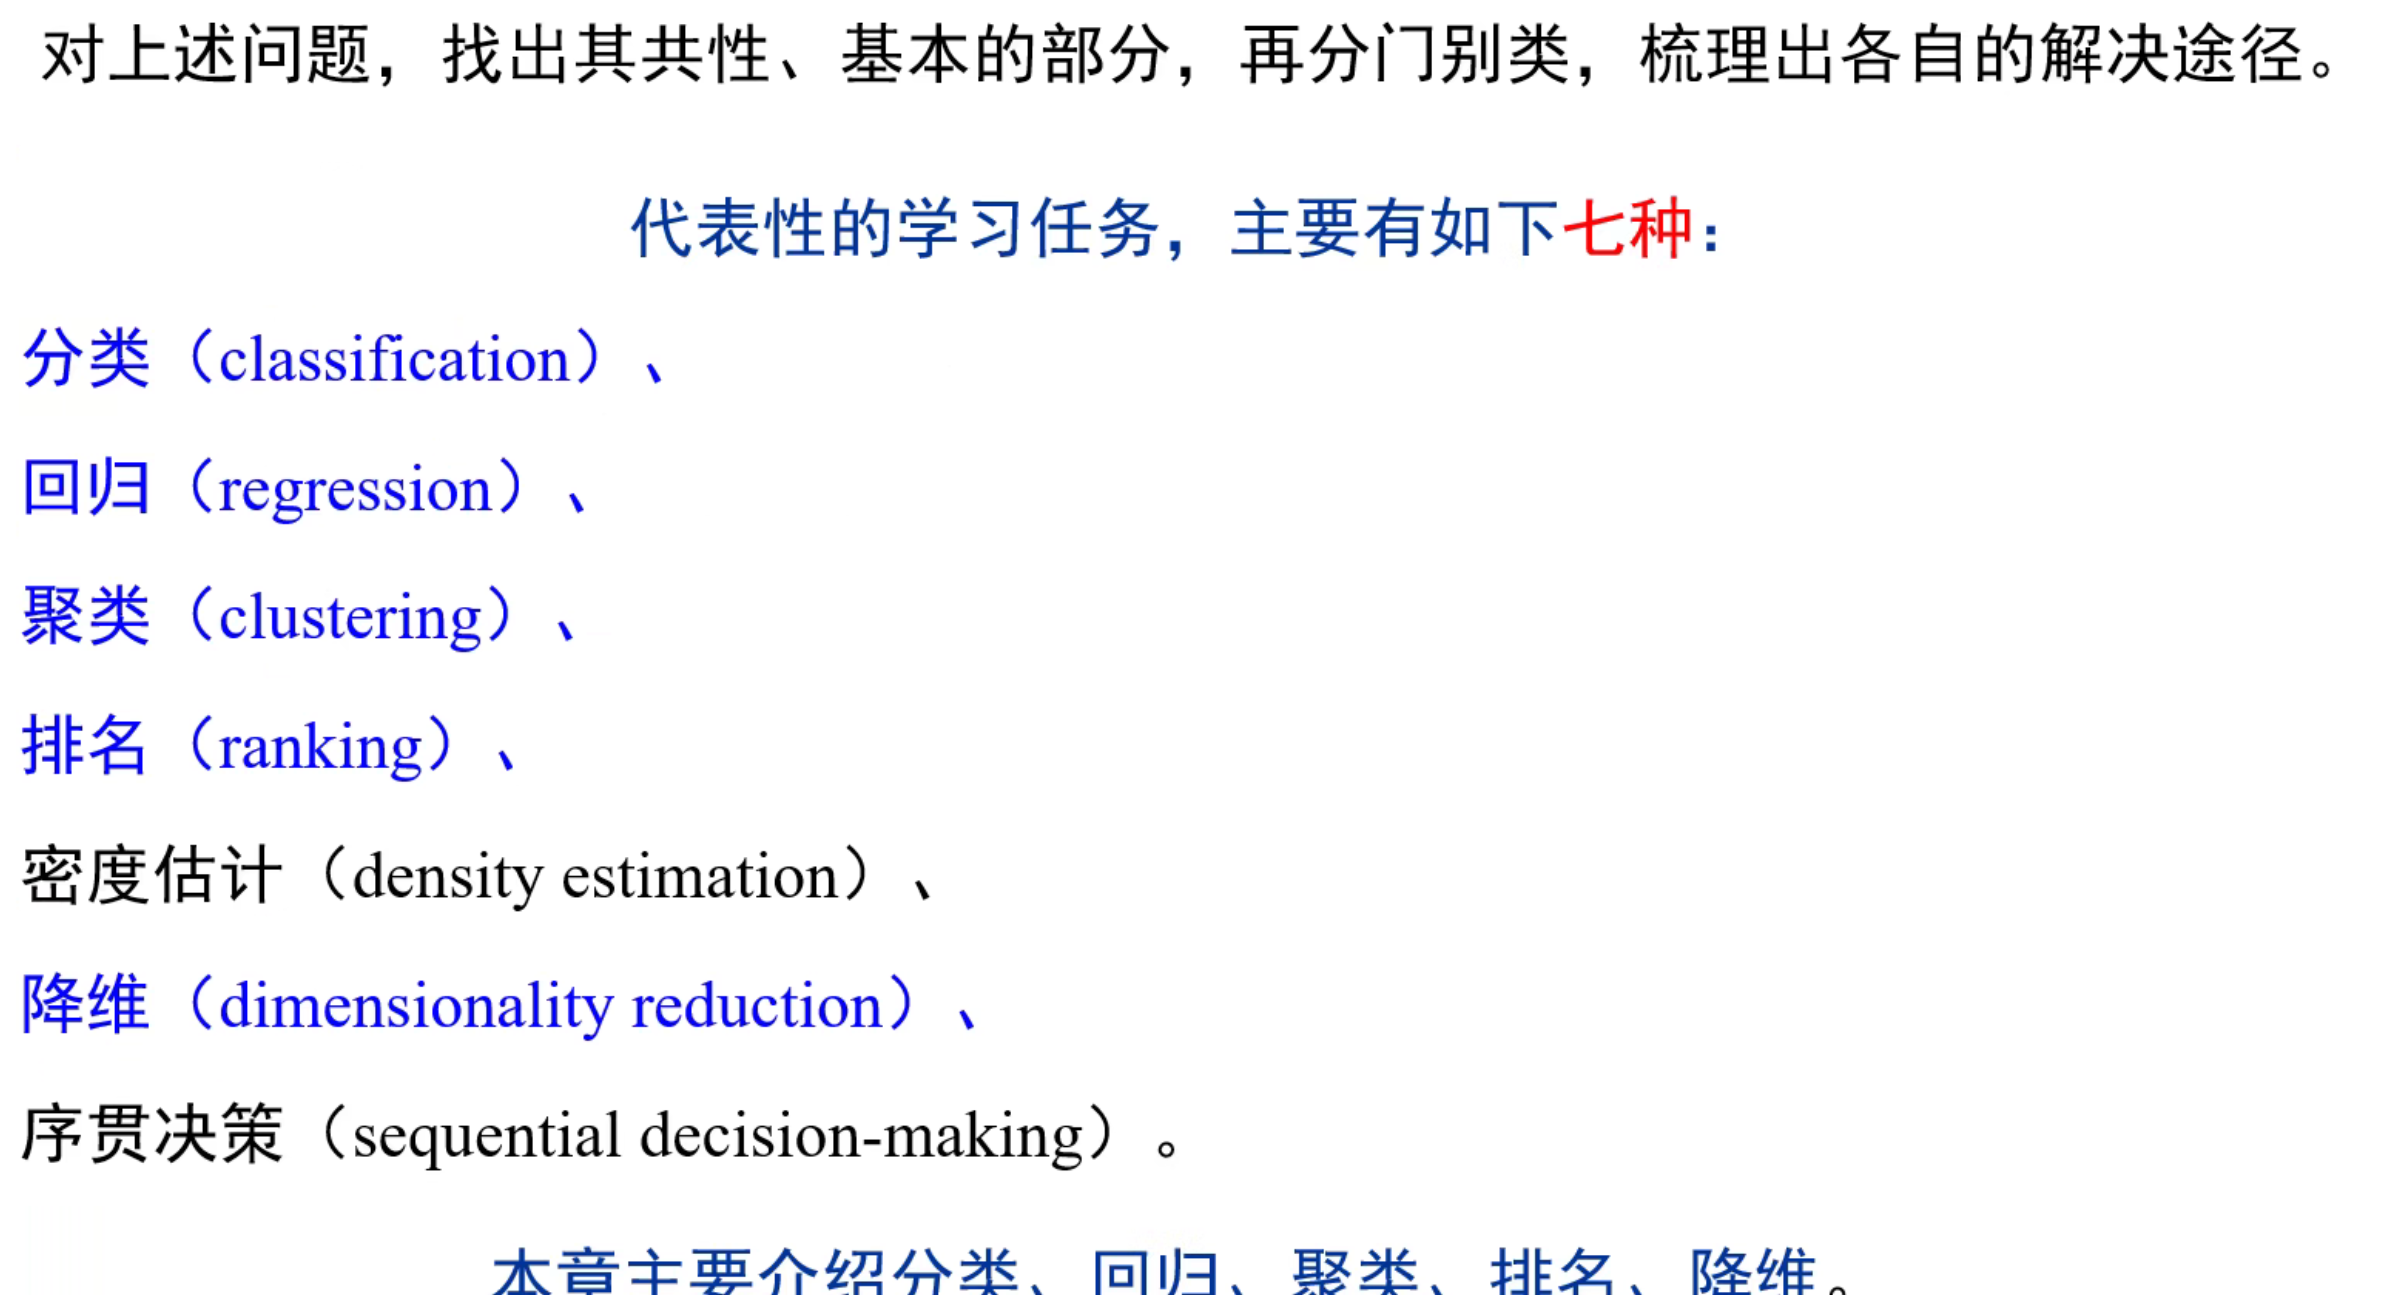 对上述问题，找出其共性、基本的部分，再分门别类，梳理出各自的解决途径。
代表性的学习任务，主要有如下七种：
分类（classification）、
回归（regression）、
聚类（clustering）、
排名（ranking）、
密度估计（density estimation）、
降维（dimensionality reduction）、
序贯决策（sequential decision-making）。
本章主要介绍分类、回归、聚类、排名、降维。